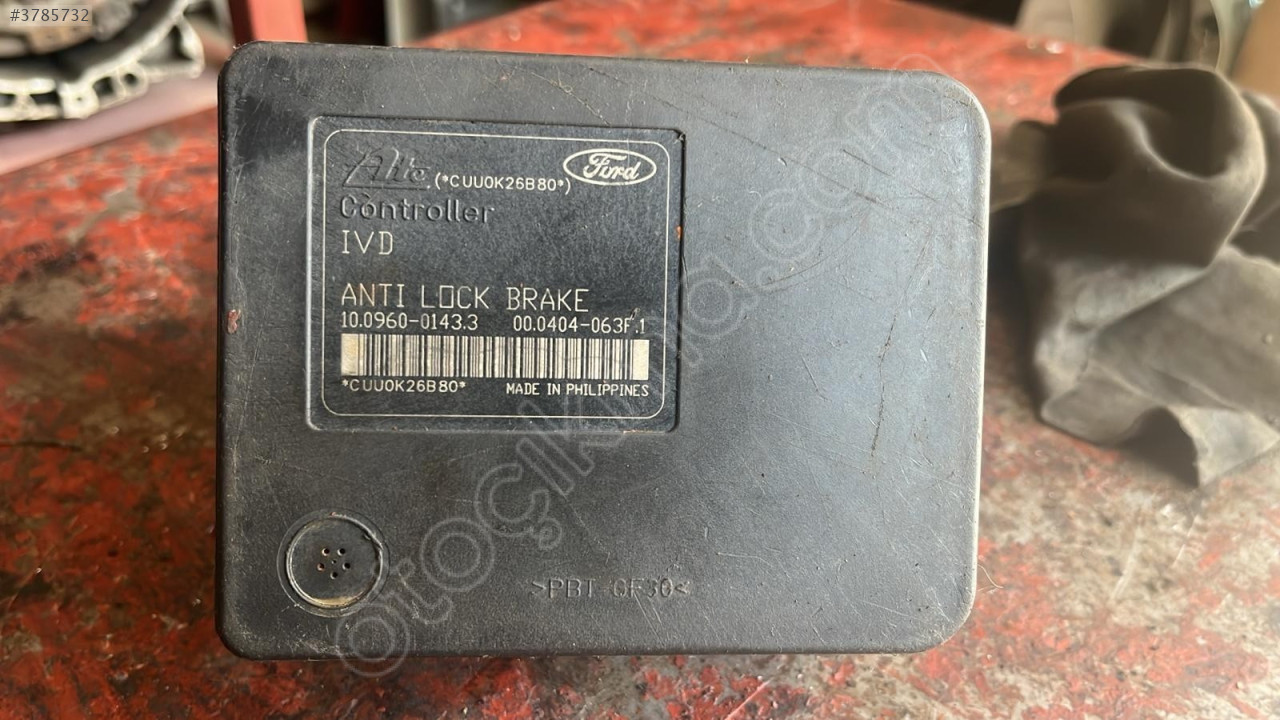 #3785732
Ate (*CUU0K26B80*)
Ford
Controller
IVD
ANTI LOCK BRAKE
10.0960-0143.3 00.0404-063F.1
*CUU0K26B80* MADE IN PHILIPPINES
>PBT-GF30<
otoçıkma.com